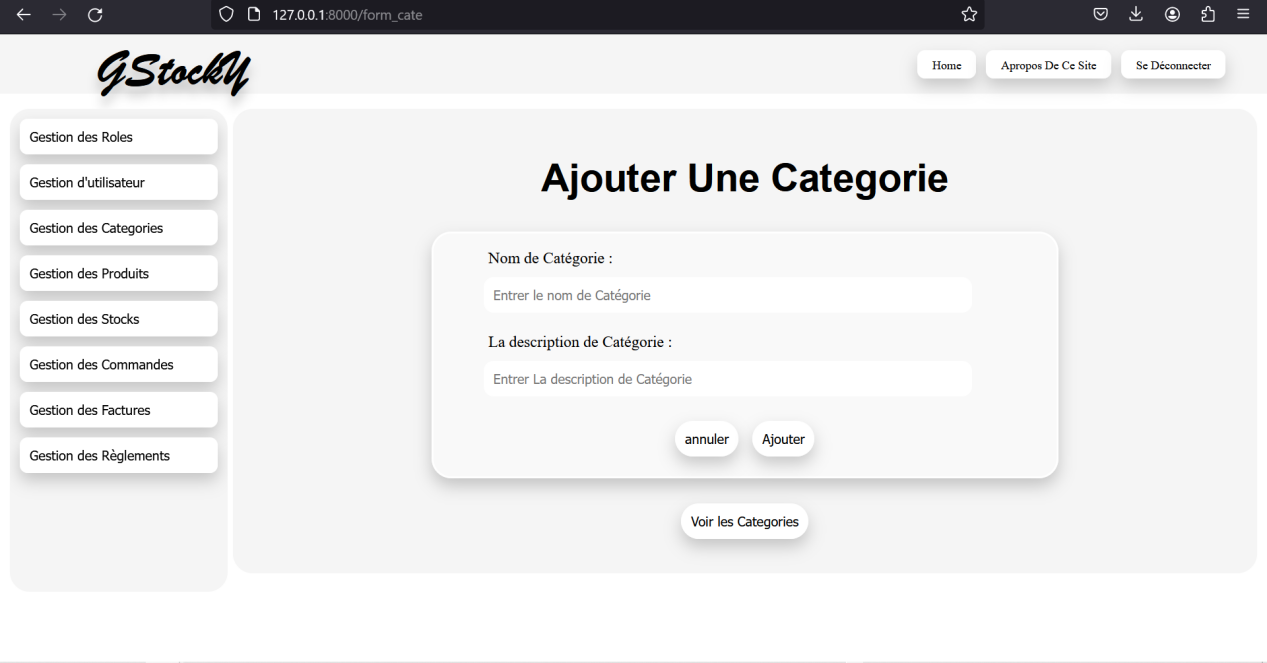 127.0.0.1:8000/form_cate
GStockY
Home
Apropos De Ce Site
Se Déconnecter
Gestion des Roles
Gestion d'utilisateur
Gestion des Categories
Gestion des Produits
Gestion des Stocks
Gestion des Commandes
Gestion des Factures
Gestion des Règlements
Ajouter Une Categorie
Nom de Catégorie :
Entrer le nom de Catégorie
La description de Catégorie :
Entrer La description de Catégorie
annuler
Ajouter
Voir les Categories